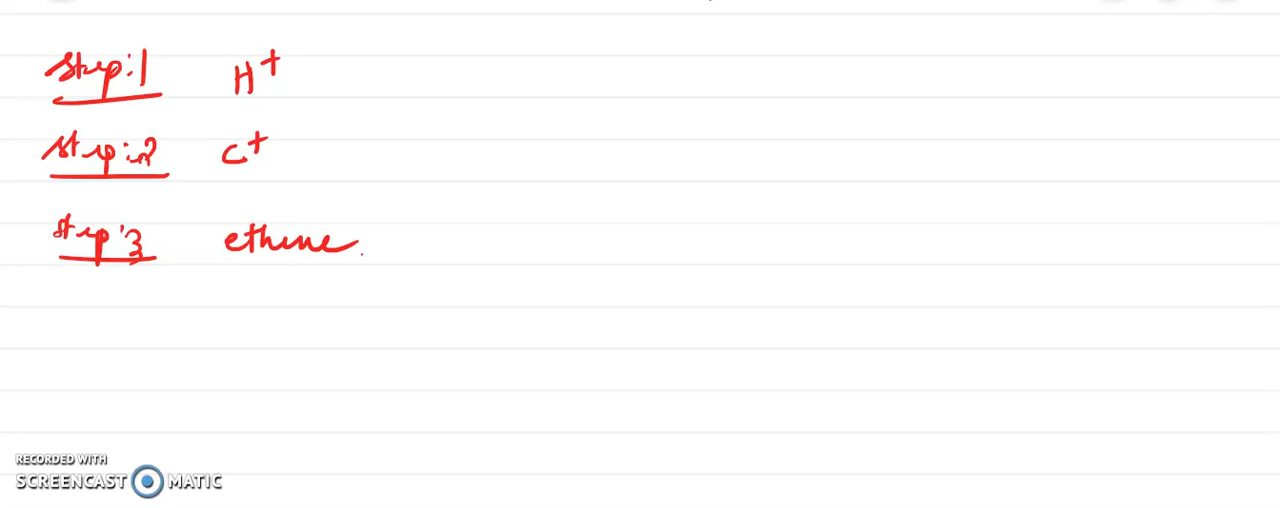 Step:1 H+
Step:2 C+
Step:3 ethene.
RECORDED WITH
SCREENCAST MATIC